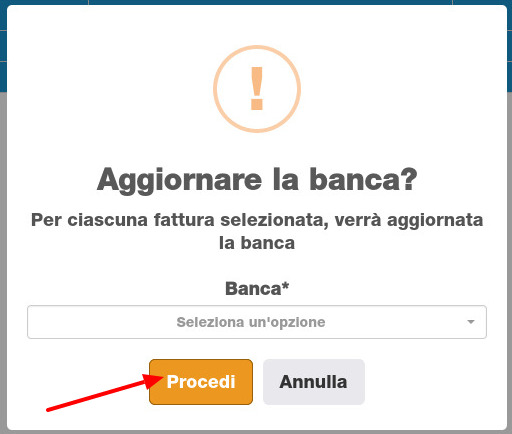 Aggiornare la banca?
Per ciascuna fattura selezionata, verrà aggiornata
la banca
Banca*
Seleziona un'opzione
Procedi
Annulla